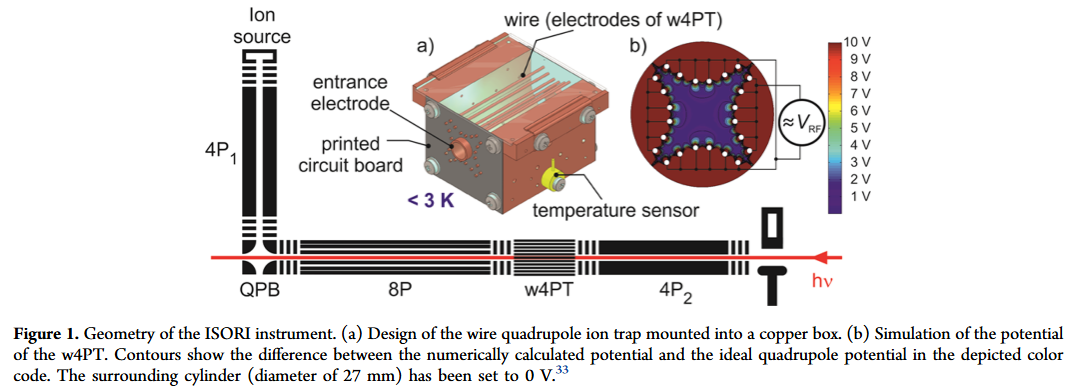 Ion
source
a)
wire (electrodes of w4PT)
b)
entrance
electrode
printed
circuit board
< 3 K
temperature sensor
≈VRF
10 V
9 V
8 V
7 V
6 V
5 V
4 V
3 V
2 V
1 V
4P1
QPB
8P
w4PT
4P2
hν
Figure 1. Geometry of the ISORI instrument. (a) Design of the wire quadrupole ion trap mounted into a copper box. (b) Simulation of the potential
of the w4PT. Contours show the difference between the numerically calculated potential and the ideal quadrupole potential in the depicted color
code. The surrounding cylinder (diameter of 27 mm) has been set to 0 V.33